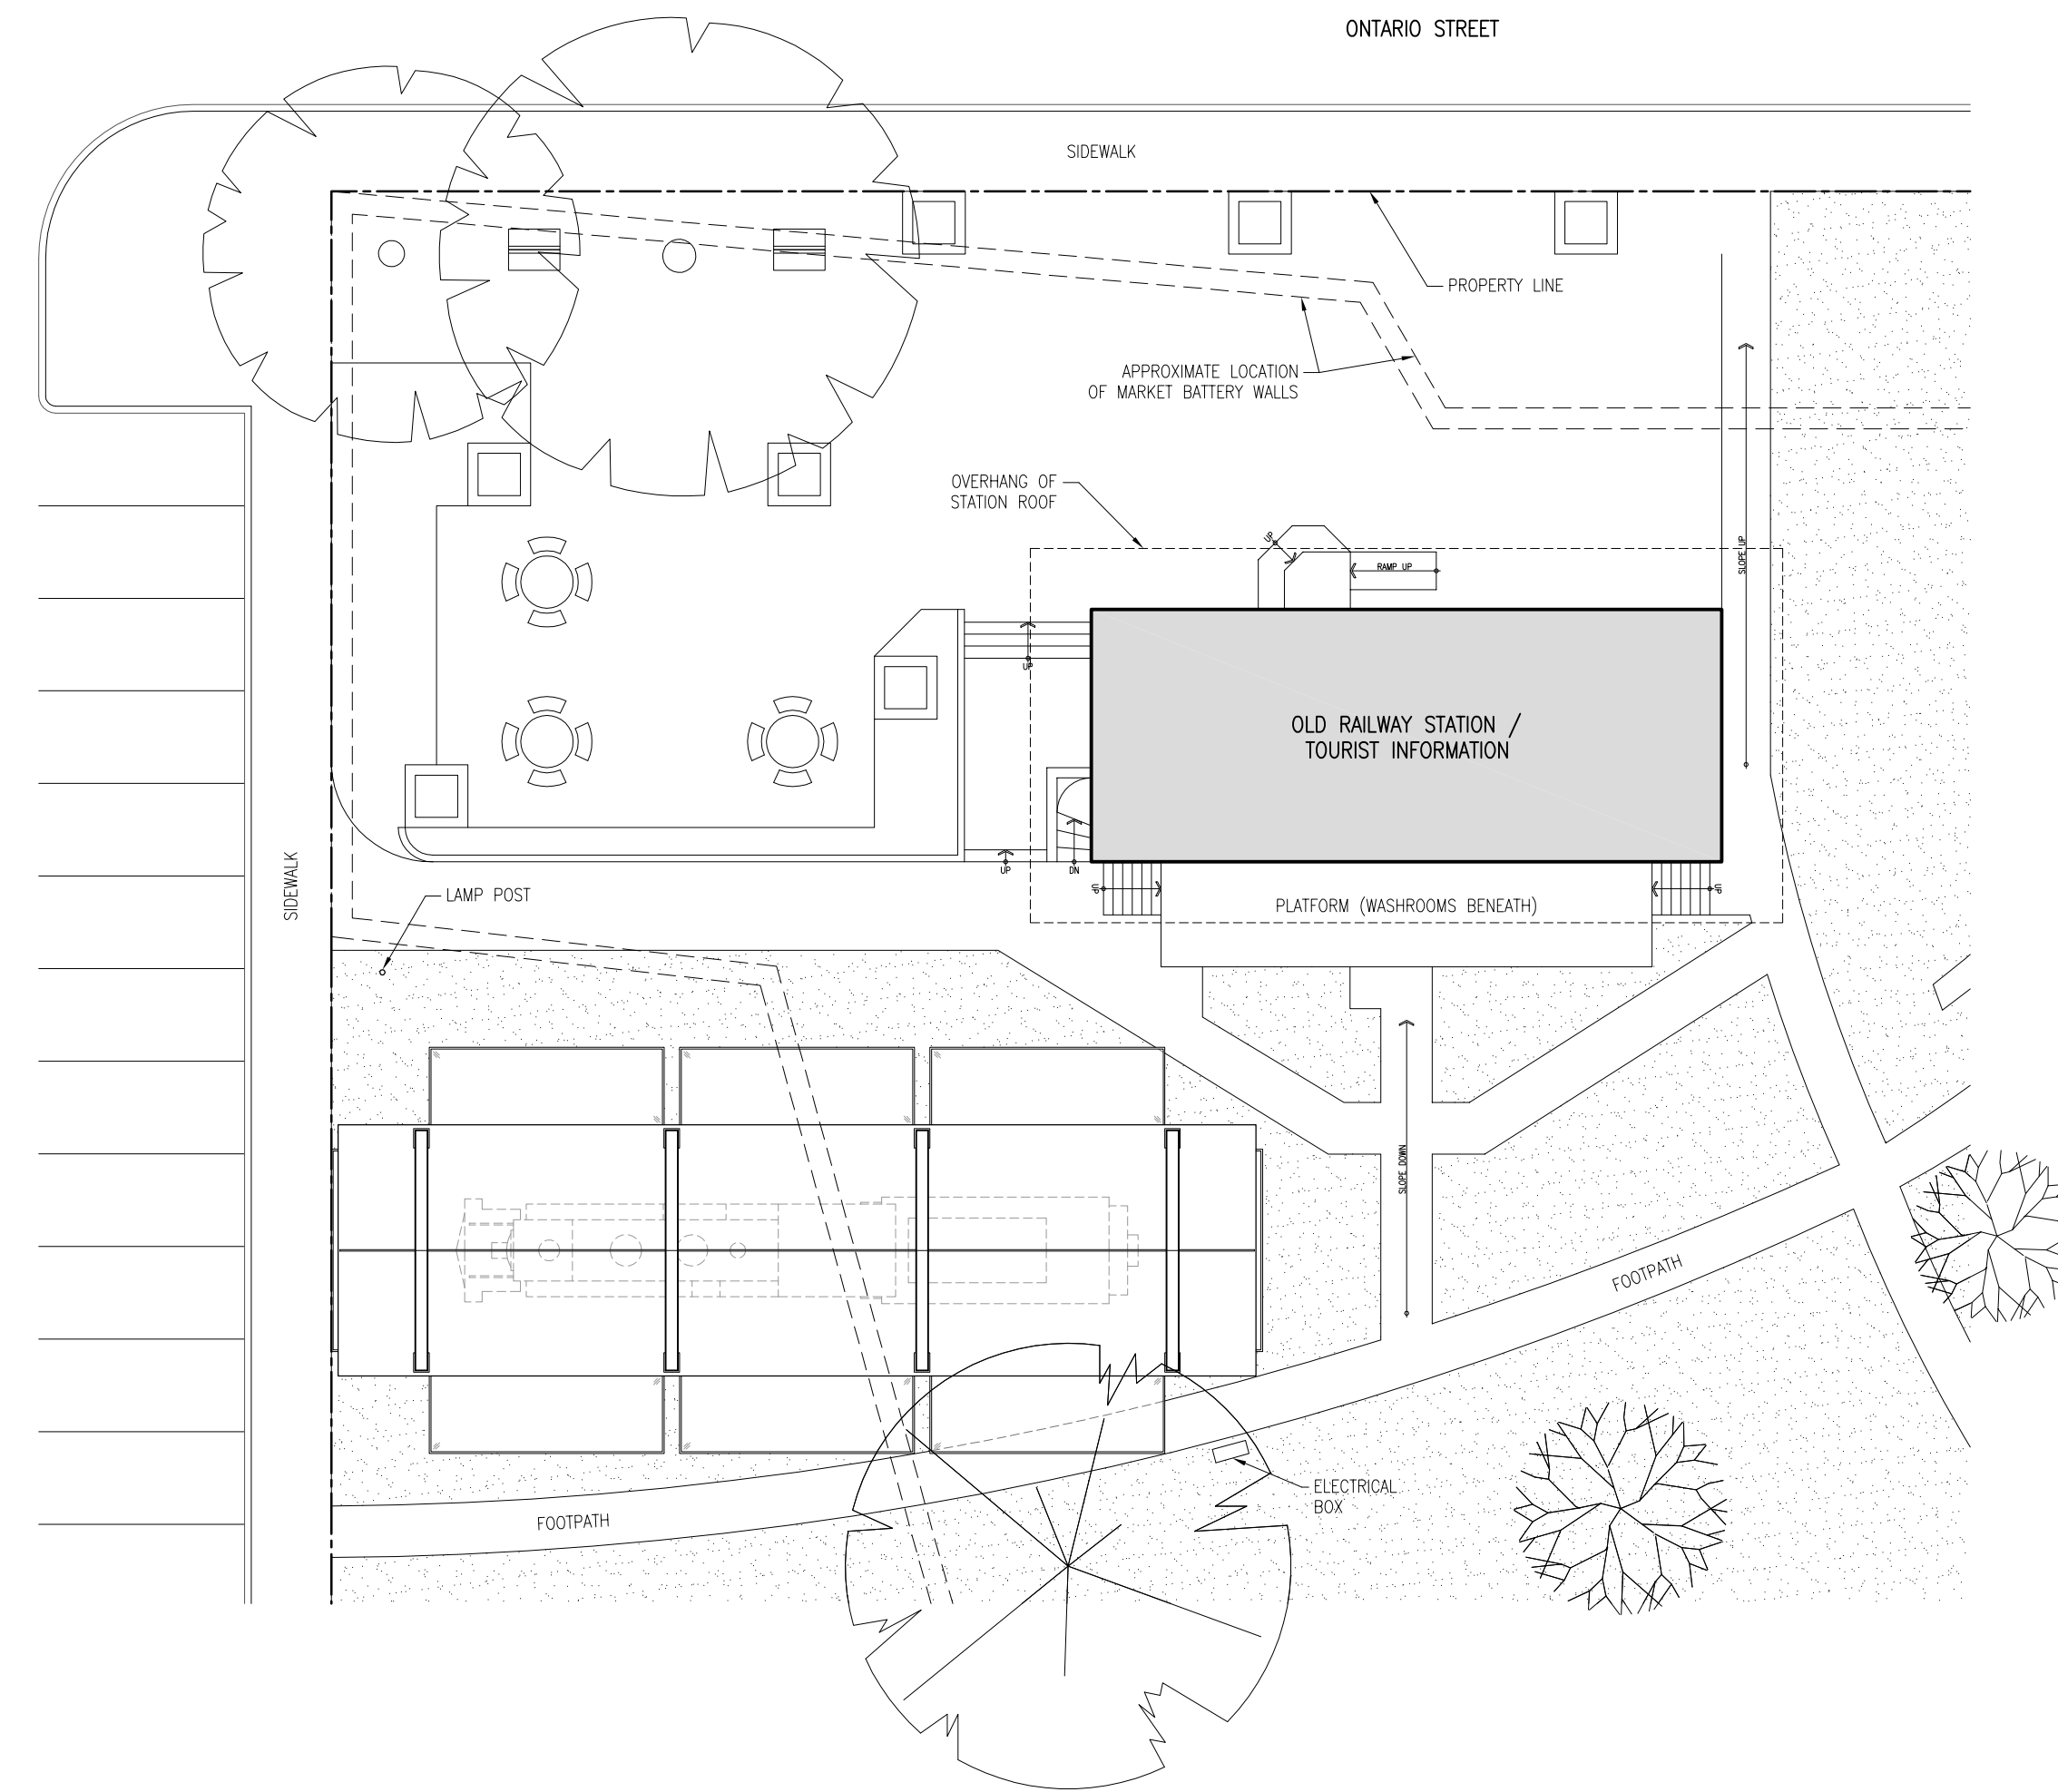 ONTARIO STREET
SIDEWALK
PROPERTY LINE
APPROXIMATE LOCATION
OF MARKET BATTERY WALLS
OVERHANG OF
STATION ROOF
UP
RAMP UP
SLOPE UP
UP
OLD RAILWAY STATION /
TOURIST INFORMATION
SIDEWALK
LAMP POST
UP
DN
UP
UP
PLATFORM (WASHROOMS BENEATH)
SLOPE DOWN
FOOTPATH
ELECTRICAL
BOX
FOOTPATH